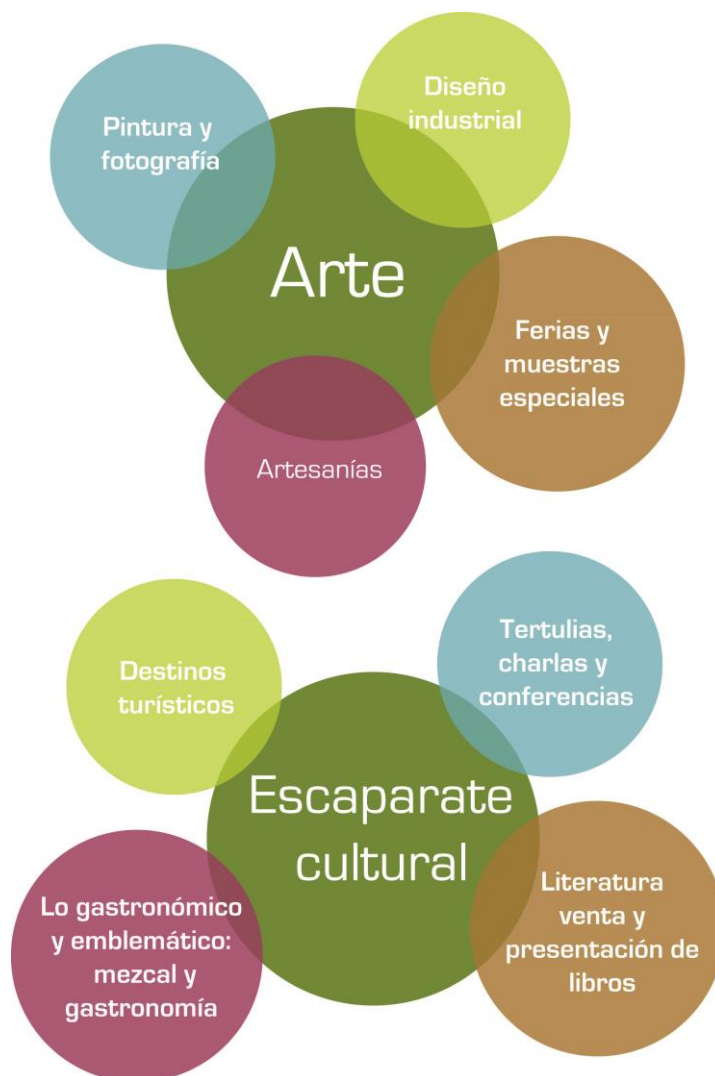 Diseño
industrial
Pintura y
fotografía
Arte
Ferias y
muestras
especiales
Artesanías
Tertulias,
charlas y
conferencias
Destinos
turísticos
Escaparate
cultural
Literatura
venta y
presentación de
libros
Lo gastronómico
y emblemático:
mezcal y
gastronomía